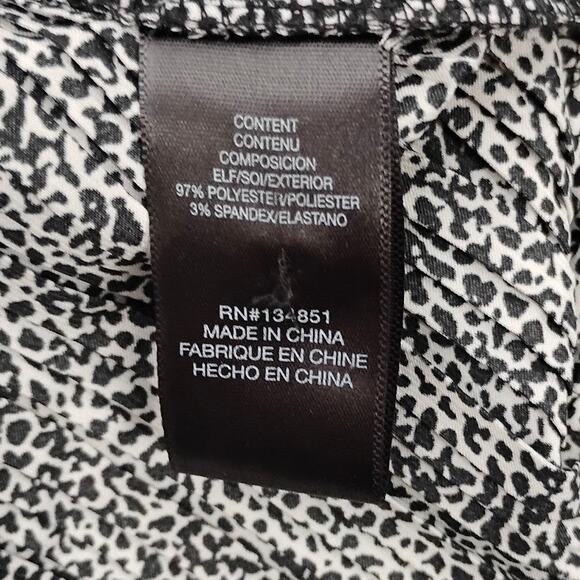 CONTENT
CONTENU
COMPOSICION
ELF/SOI/EXTERIOR
97% POLYESTER/POLIESTER
3% SPANDEX/ELASTANO
RN#134851
MADE IN CHINA
FABRIQUE EN CHINE
HECHO EN CHINA